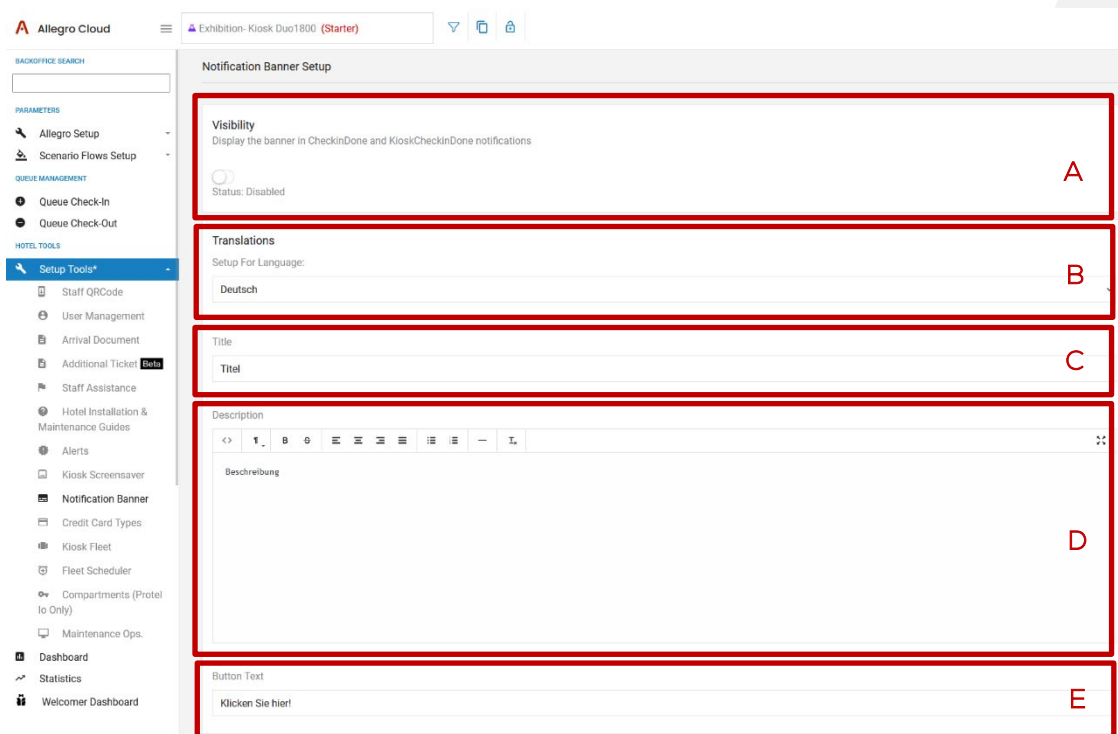 Allegro Cloud
Exhibition- Kiosk Duo1800 (Starter)
BACKOFFICE SEARCH
PARAMETERS
Allegro Setup
Scenario Flows Setup
QUEUE MANAGEMENT
Queue Check-In
Queue Check-Out
HOTEL TOOLS
Setup Tools*
Staff QRCode
User Management
Arrival Document
Additional Ticket Beta
Staff Assistance
Hotel Installation &
Maintenance Guides
Alerts
Kiosk Screensaver
Notification Banner
Credit Card Types
Kiosk Fleet
Fleet Scheduler
Compartments (Protel
Io Only)
Maintenance Ops.
Dashboard
Statistics
Welcomer Dashboard
Notification Banner Setup
Visibility
Display the banner in CheckinDone and KioskCheckinDone notifications
Status: Disabled
A
Translations
Setup For Language:
Deutsch
B
Title
Titel
C
Description
B S
Beschreibung
D
Button Text
Klicken Sie hier!
E